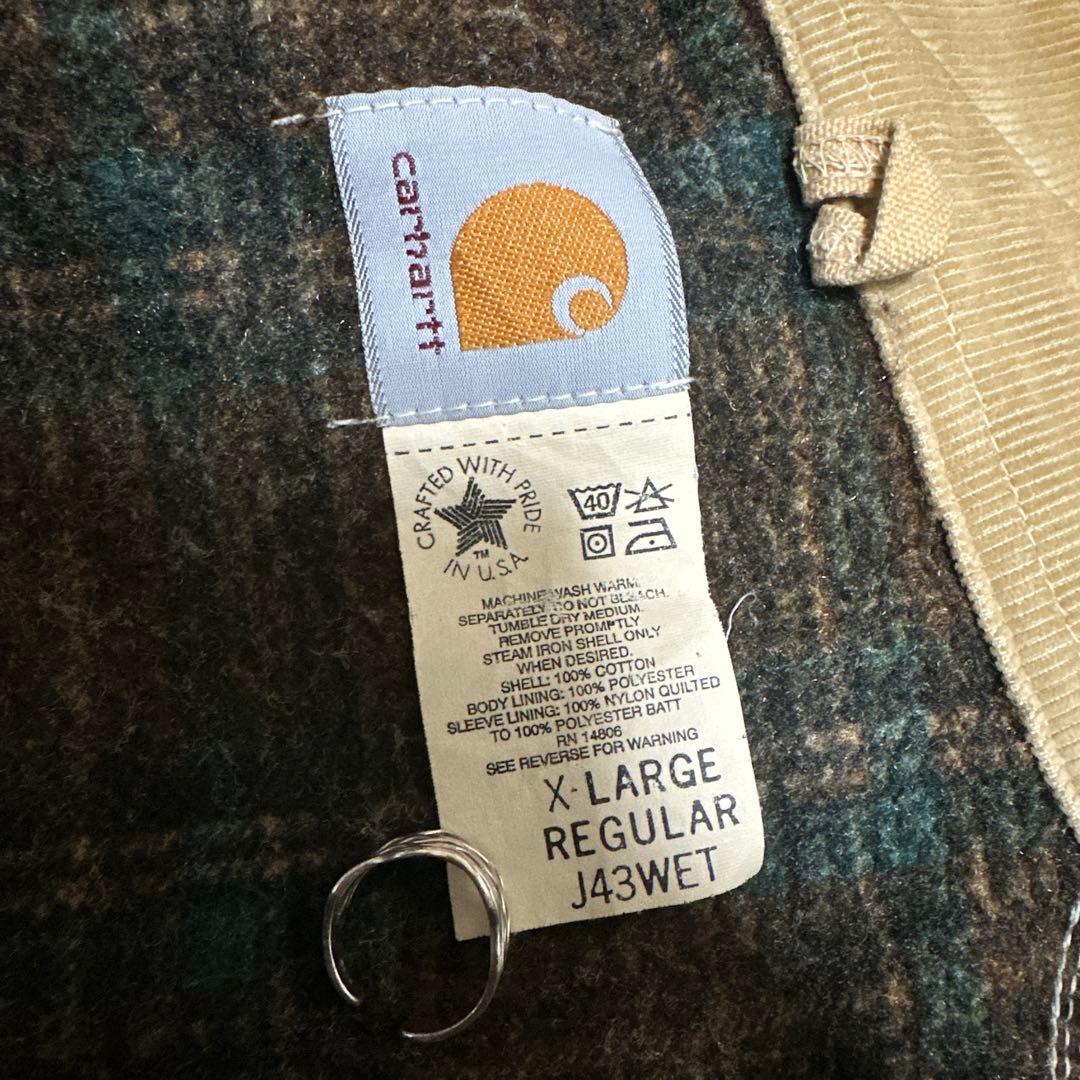 carhartt
CRAFTED WITH PRIDE
TM
IN U.S.A
40
MACHINE WASH WARM.
SEPARATELY. DO NOT BLEACH.
TUMBLE DRY MEDIUM.
REMOVE PROMPTLY
STEAM IRON SHELL ONLY
WHEN DESIRED.
SHELL: 100% COTTON
BODY LINING: 100% POLYESTER
SLEEVE LINING: 100% NYLON QUILTED
TO 100% POLYESTER BATT
RN 14806
SEE REVERSE FOR WARNING
X-LARGE
REGULAR
J43WET